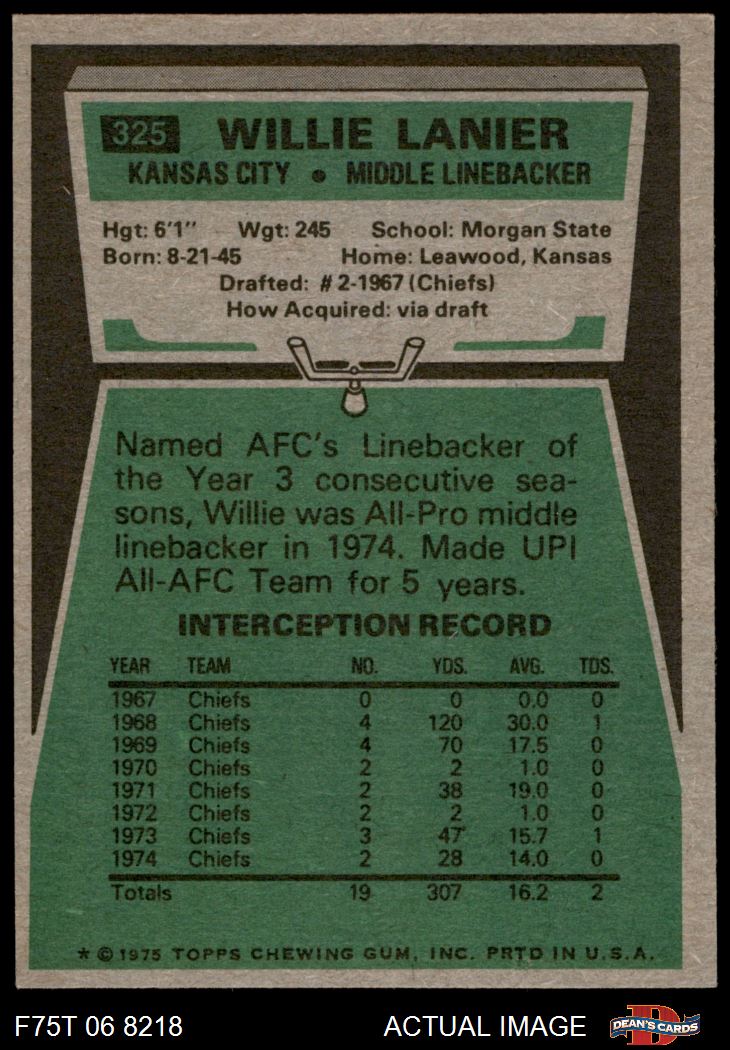 325 WILLIE LANIER
KANSAS CITY • MIDDLE LINEBACKER
Hgt: 6'1" Wgt: 245 School: Morgan State
Born: 8-21-45 Home: Leawood, Kansas
Drafted: #2-1967 (Chiefs)
How Acquired: via draft
Named AFC's Linebacker of
the Year 3 consecutive sea-
sons, Willie was All-Pro middle
linebacker in 1974. Made UPI
All-AFC Team for 5 years.
INTERCEPTION RECORD
YEAR TEAM NO. YDS. AVG. TDS.
1967 Chiefs 0 0 0.0 0
1968 Chiefs 4 120 30.0 1
1969 Chiefs 4 70 17.5 0
1970 Chiefs 2 2 1.0 0
1971 Chiefs 2 38 19.0 0
1972 Chiefs 2 2 1.0 0
1973 Chiefs 3 47 15.7 1
1974 Chiefs 2 28 14.0 0
Totals 19 307 16.2 2
* © 1975 TOPPS CHEWING GUM, INC. PRTD IN U.S.A.
F75T 06 8218 ACTUAL IMAGE D DEAN'S CARDS